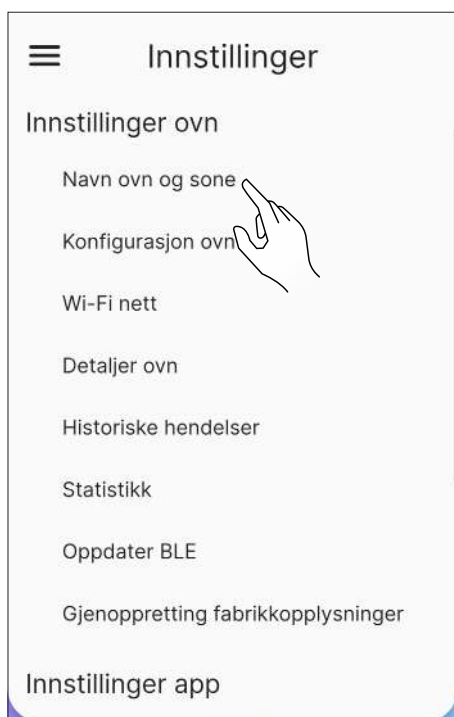 Innstillinger
Innstillinger ovn
Navn ovn og sone
Konfigurasjon ovn
Wi-Fi nett
Detaljer ovn
Historiske hendelser
Statistikk
Oppdater BLE
Gjenoppretting fabrikkopplysninger
Innstillinger app